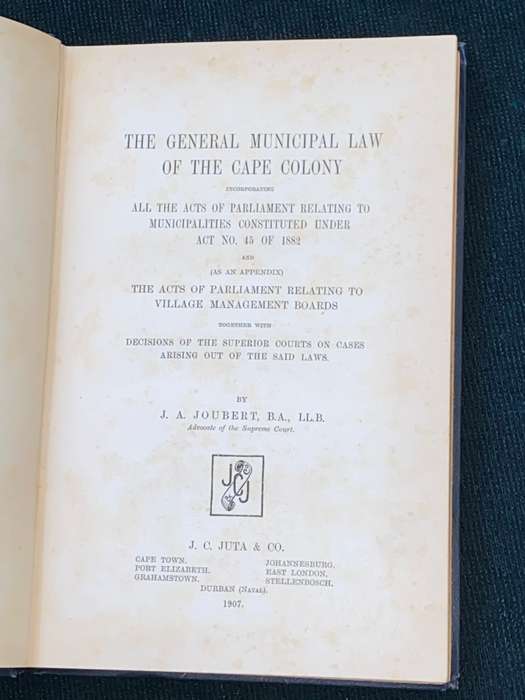 THE GENERAL MUNICIPAL LAW
OF THE CAPE COLONY
INCORPORATING
ALL THE ACTS OF PARLIAMENT RELATING TO
MUNICIPALITIES CONSTITUTED UNDER
ACT NO. 45 OF 1882
AND
(AS AN APPENDIX)
THE ACTS OF PARLIAMENT RELATING TO
VILLAGE MANAGEMENT BOARDS
TOGETHER WITH
DECISIONS OF THE SUPERIOR COURTS ON CASES
ARISING OUT OF THE SAID LAWS.
BY
J. A. JOUBERT, B.A., LL.B.
Advocate of the Supreme Court.
JCJ
J. C. JUTA & CO.
CAPE TOWN, JOHANNESBURG,
PORT ELIZABETH, EAST LONDON,
GRAHAMSTOWN, STELLENBOSCH,
DURBAN (NATAL)
1907.